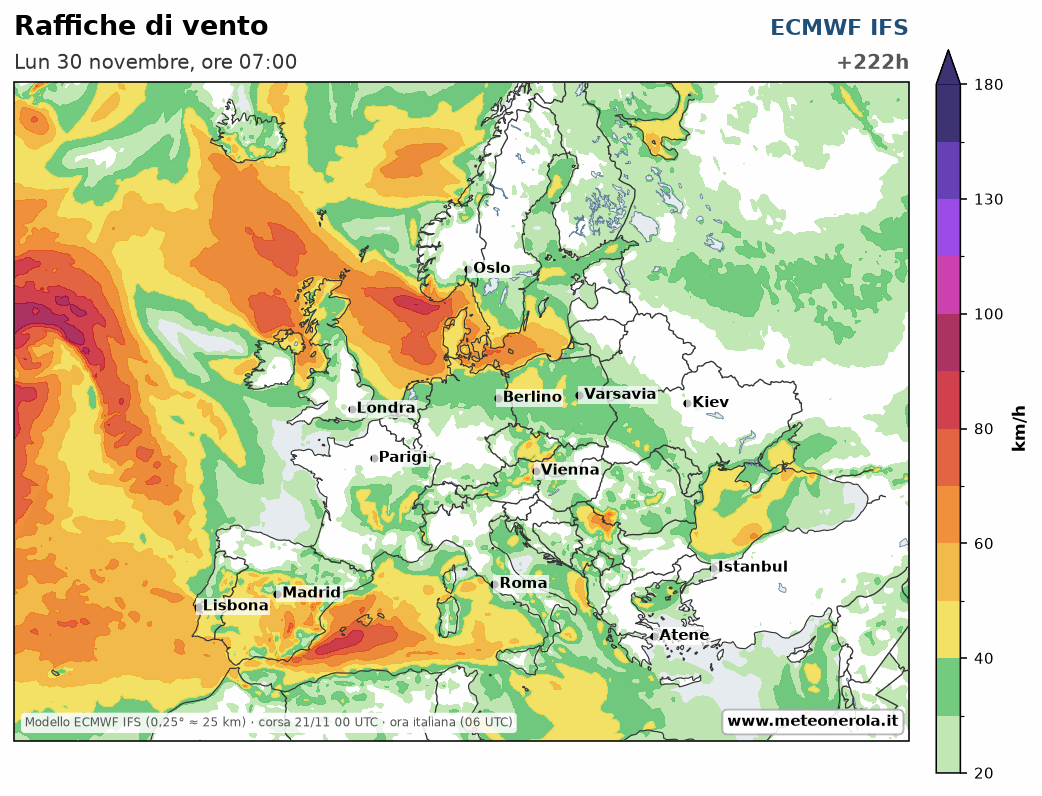 Raffiche di vento
ECMWF IFS
Lun 30 novembre, ore 07:00
+222h
180
130
100
80
60
40
20
km/h
Oslo
Londra
Berlino
Varsavia
Kiev
Parigi
Vienna
Istanbul
Roma
Madrid
Lisbona
Atene
Modello ECMWF IFS (0,25° ≈ 25 km) · corsa 21/11 00 UTC · ora italiana (06 UTC)
www.meteonerola.it